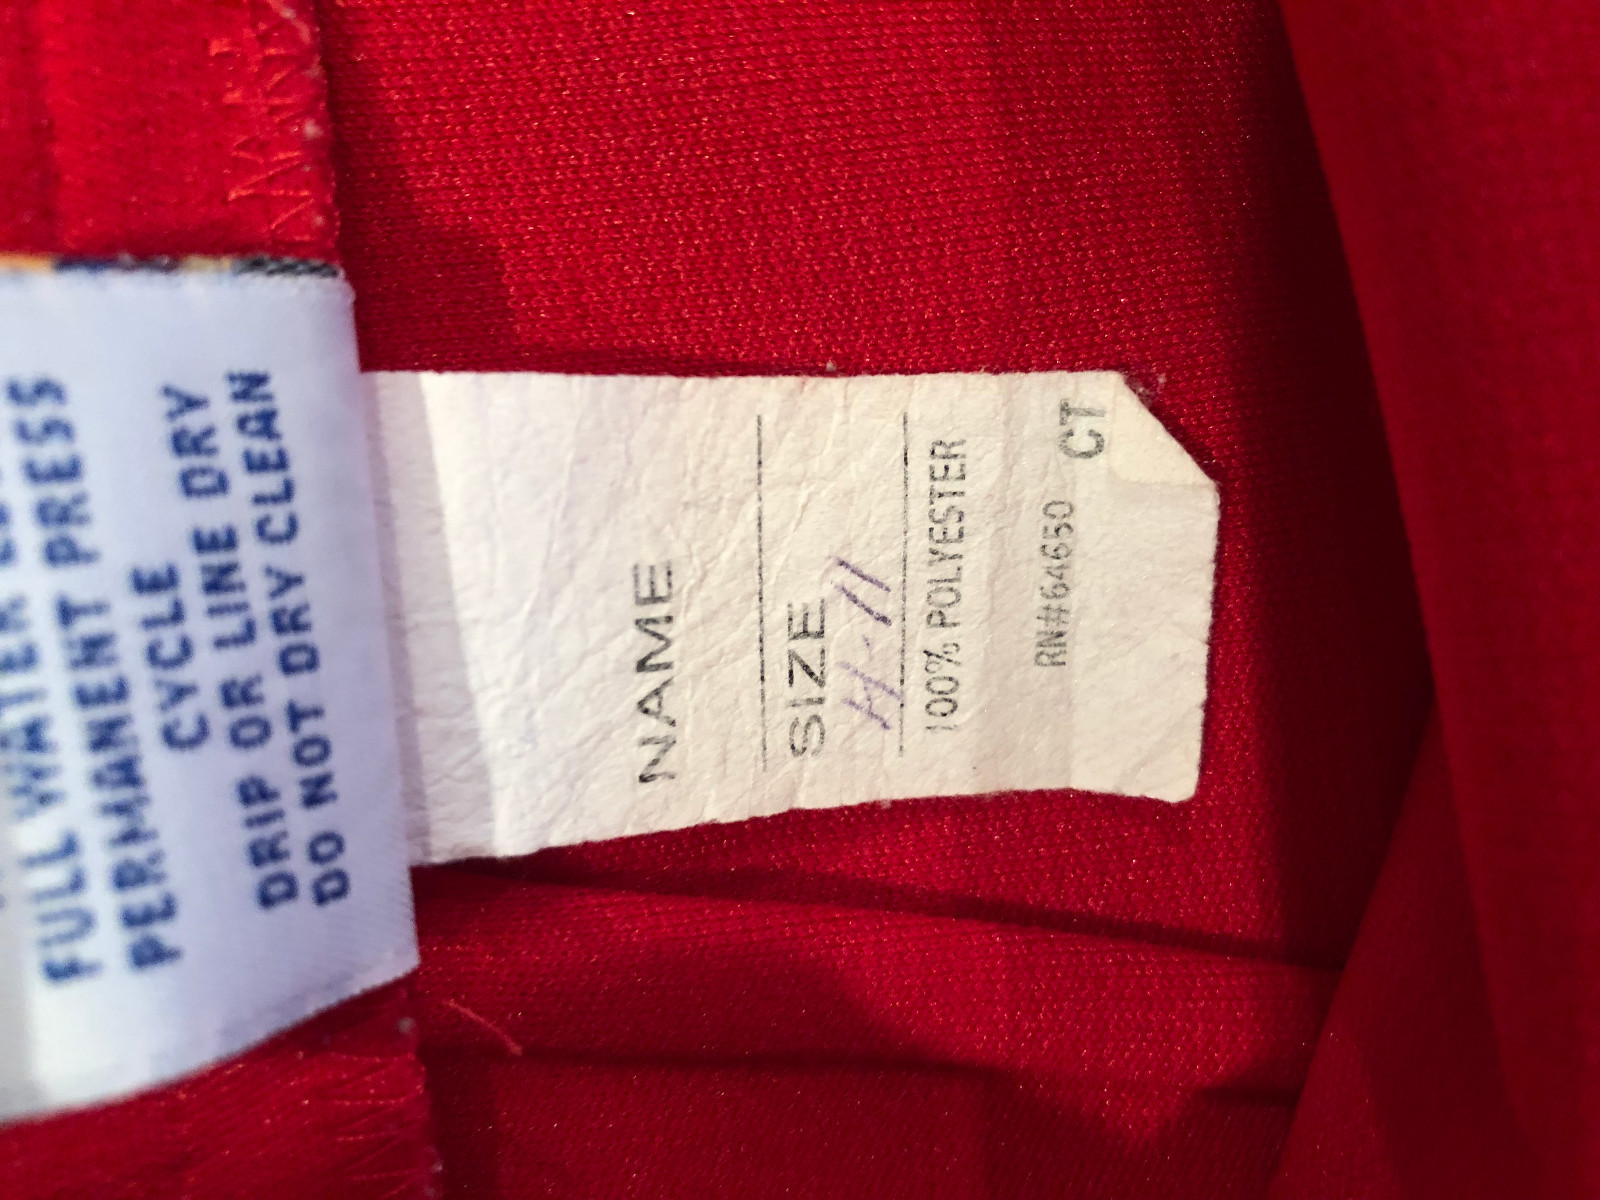 FULL WATER
PERMANENT PRESS
CYCLE
DRIP OR LINE DRY
DO NOT DRY CLEAN
NAME
SIZE
H-11
100% POLYESTER
RN#64650
CT